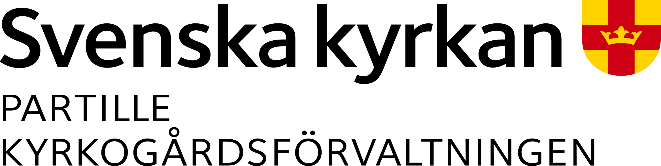 Svenska kyrkan
PARTILLE
KYRKOGÅRDSFÖRVALTNINGEN